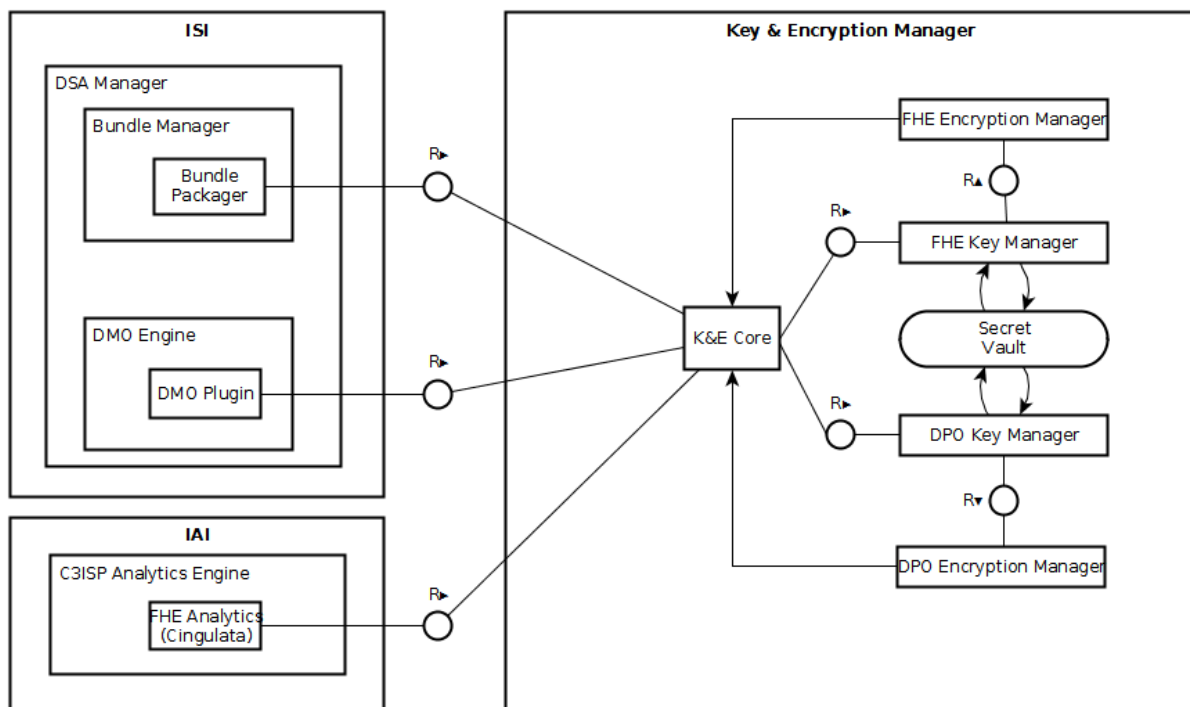 ISI
DSA Manager
Bundle Manager
Bundle
Packager
DMO Engine
DMO Plugin
IAI
C3ISP Analytics Engine
FHE Analytics
(Cingulata)
R▶
R▶
R▶
Key & Encryption Manager
K&E Core
R▶
R▶
FHE Encryption Manager
R▲
FHE Key Manager
Secret
Vault
DPO Key Manager
R▼
DPO Encryption Manager